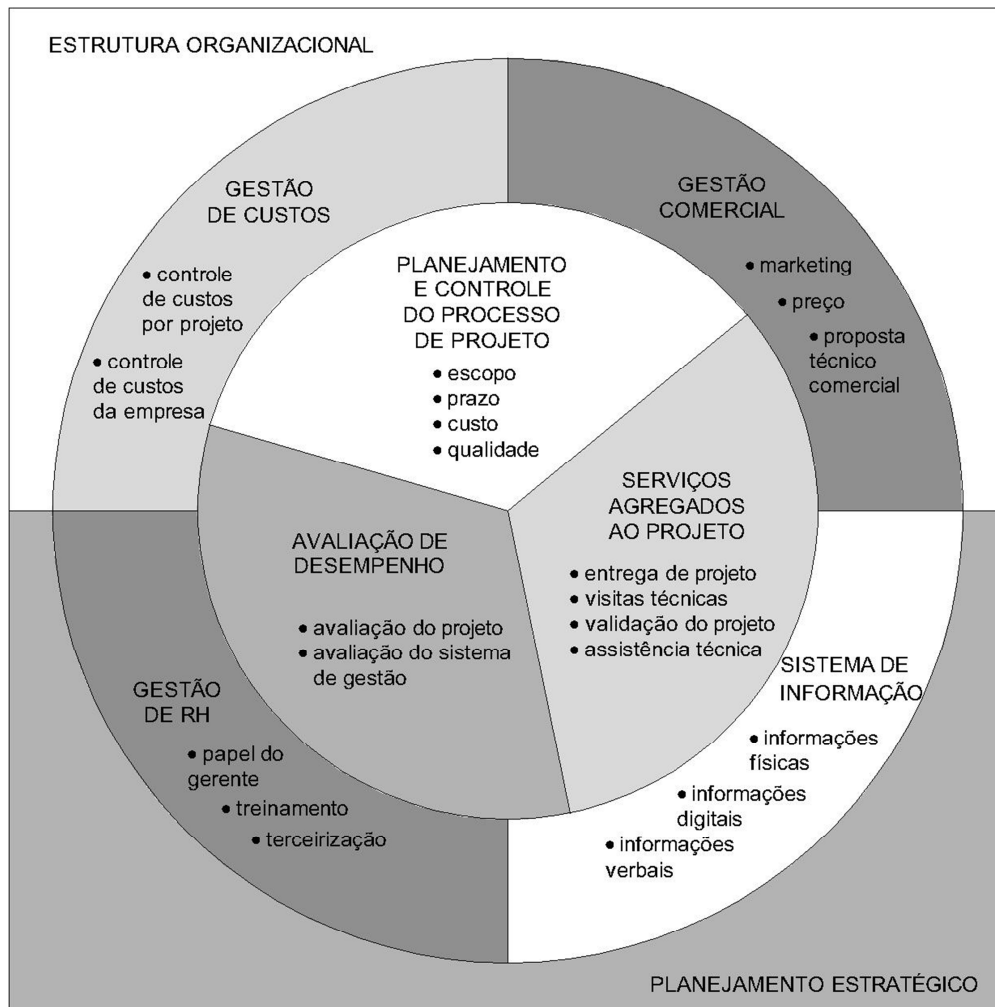 ESTRUTURA ORGANIZACIONAL
GESTÃO
DE CUSTOS
• controle
de custos
por projeto
• controle
de custos
da empresa
GESTÃO
COMERCIAL
• marketing
• preço
• proposta
técnico
comercial
PLANEJAMENTO
E CONTROLE
DO PROCESSO
DE PROJETO
• escopo
• prazo
• custo
• qualidade
SERVIÇOS
AGREGADOS
AO PROJETO
• entrega de projeto
• visitas técnicas
• validação do projeto
• assistência técnica
AVALIAÇÃO DE
DESEMPENHO
• avaliação do projeto
• avaliação do sistema
de gestão
GESTÃO
DE RH
• papel do
gerente
• treinamento
• terceirização
SISTEMA DE
INFORMAÇÃO
• informações
físicas
• informações
digitais
• informações
verbais
PLANEJAMENTO ESTRATÉGICO